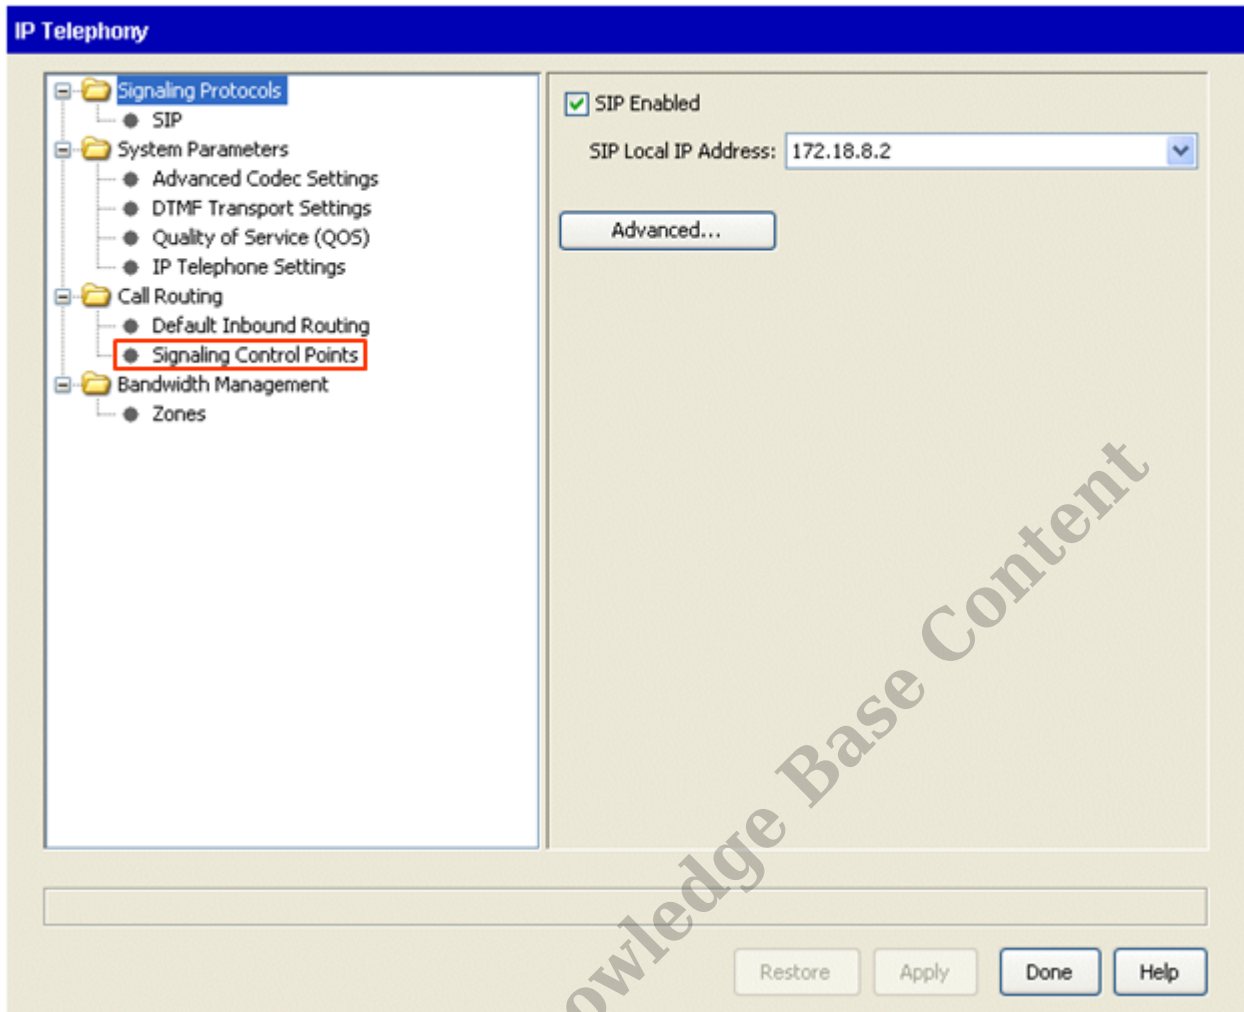 IP Telephony
Signaling Protocols
SIP
System Parameters
Advanced Codec Settings
DTMF Transport Settings
Quality of Service (QOS)
IP Telephone Settings
Call Routing
Default Inbound Routing
Signaling Control Points
Bandwidth Management
Zones
SIP Enabled
SIP Local IP Address: 172.18.8.2
Advanced...
Restore Apply Done Help
owledge Base Content